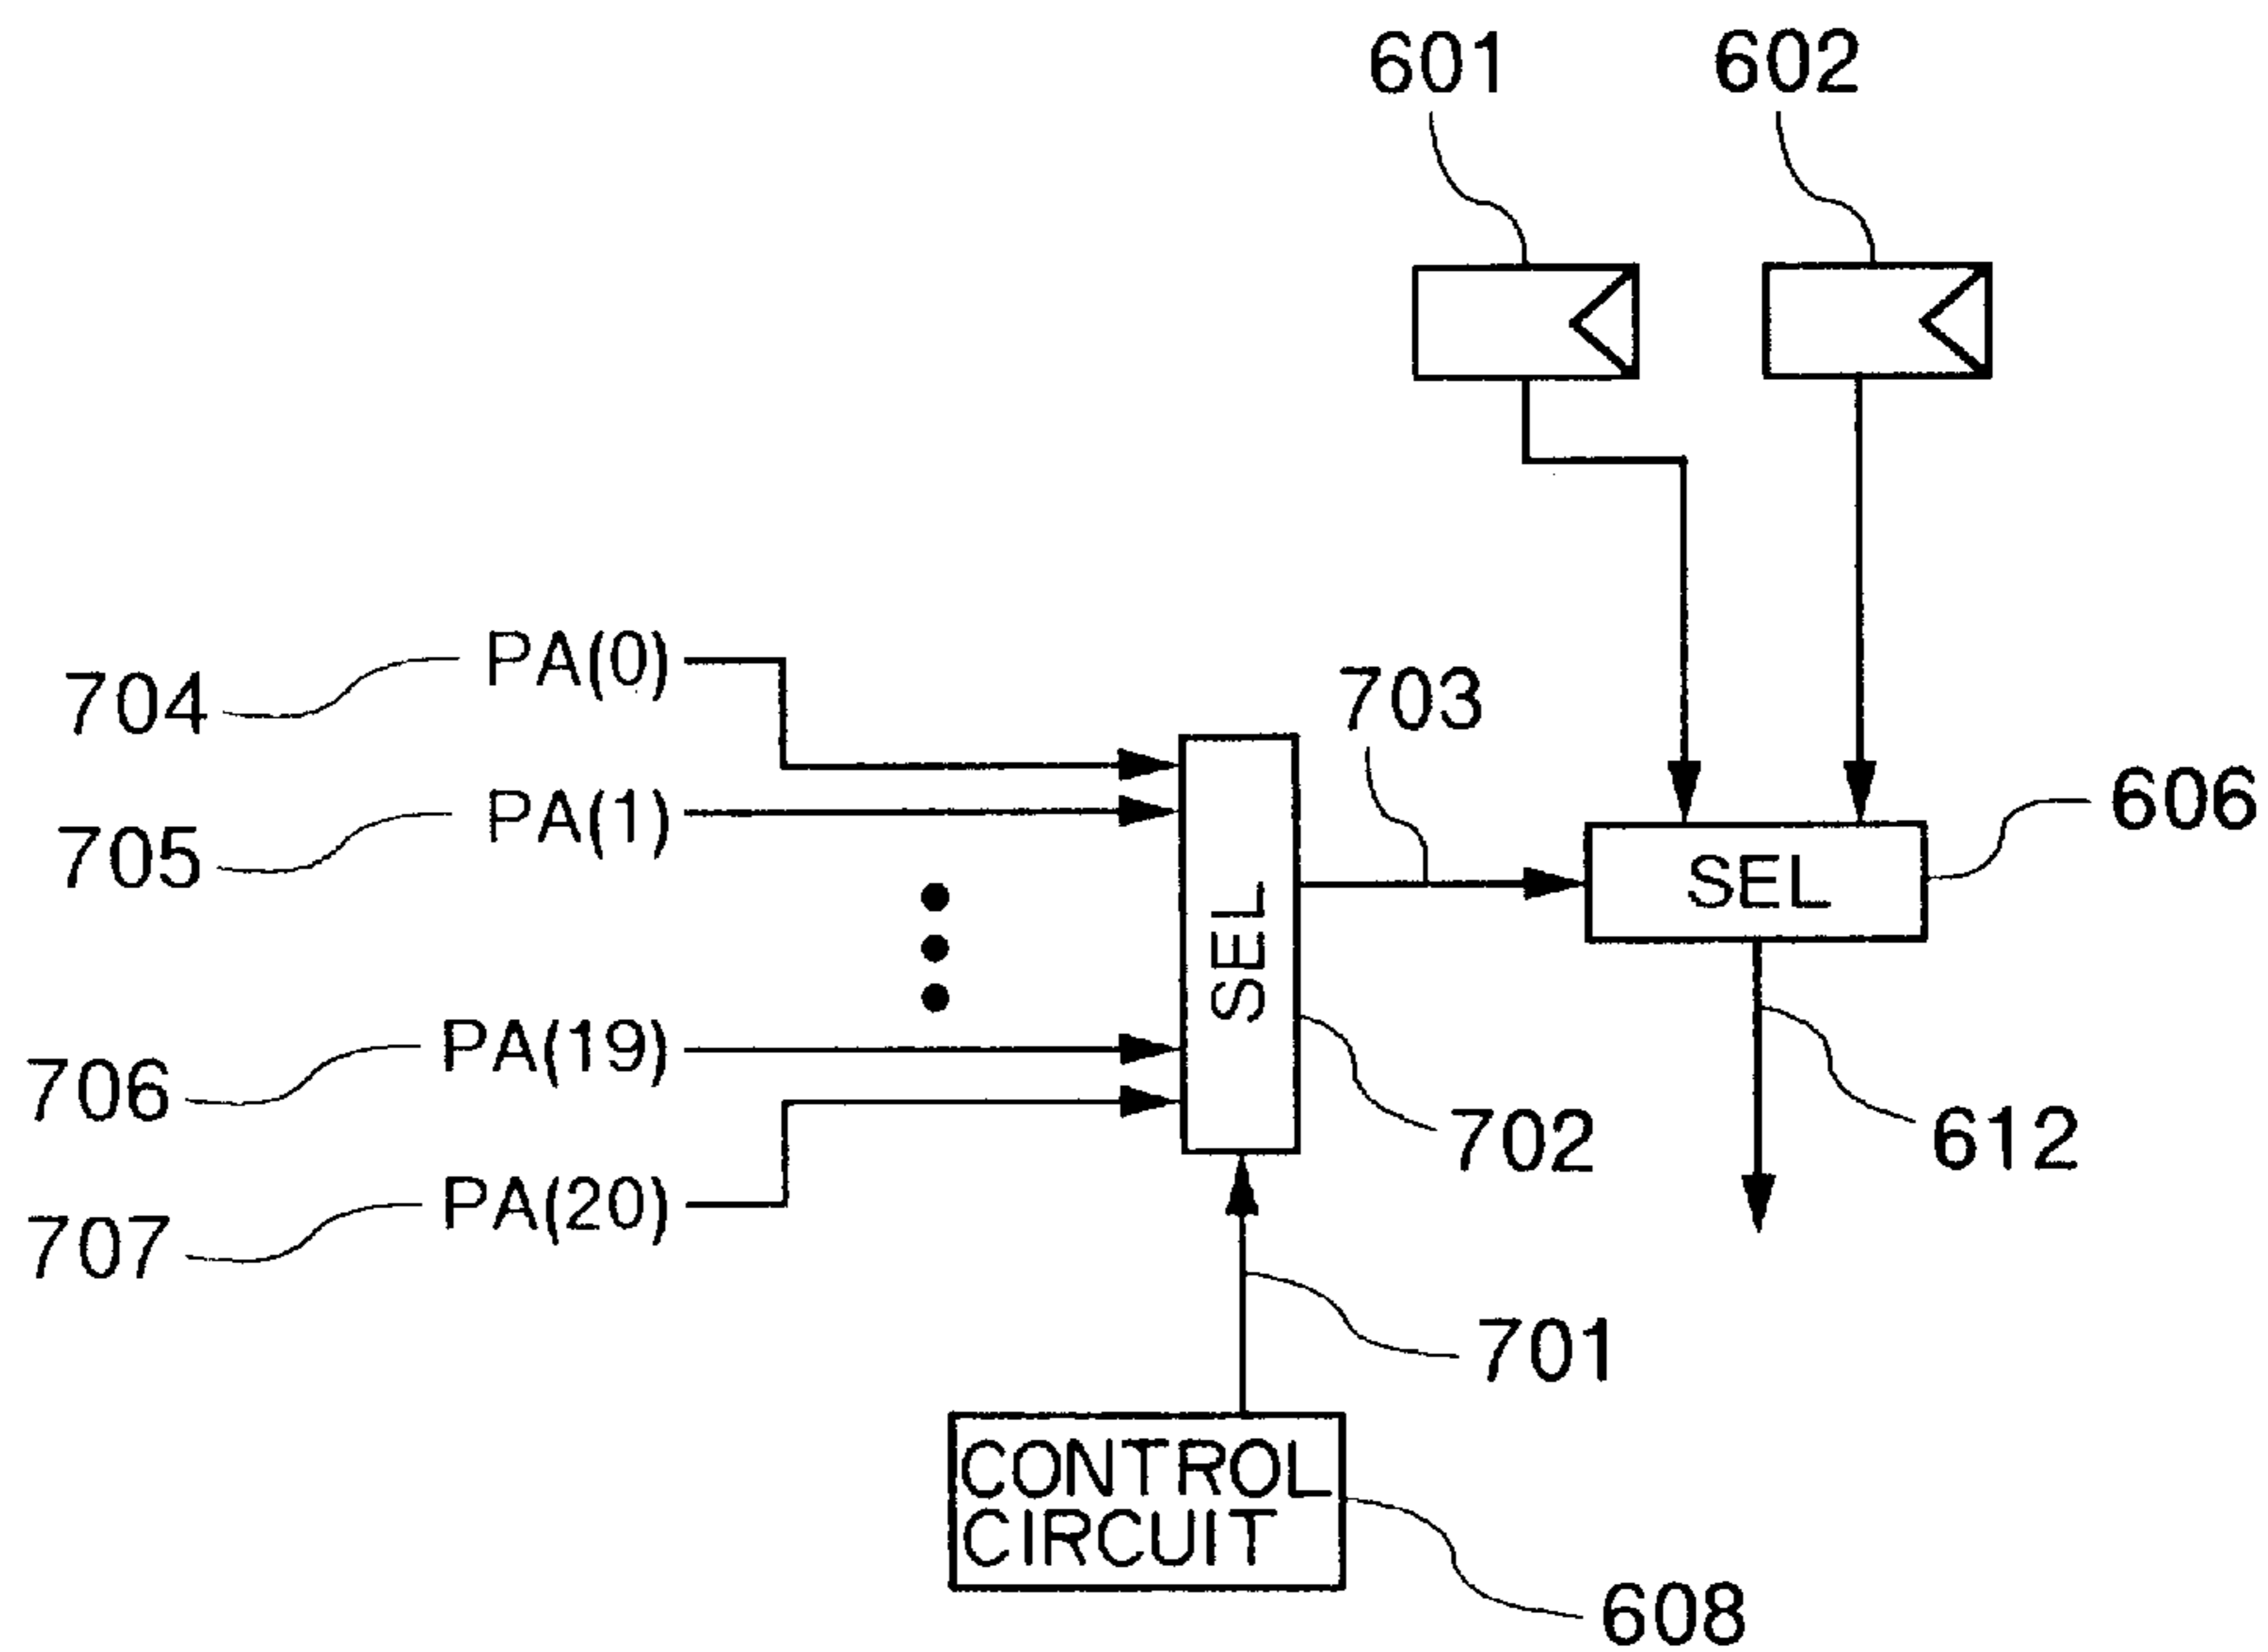 601
602
704
PA(0)
703
705
PA(1)
606
SEL
SEL
706
PA(19)
702
612
707
PA(20)
701
CONTROL
CIRCUIT
608